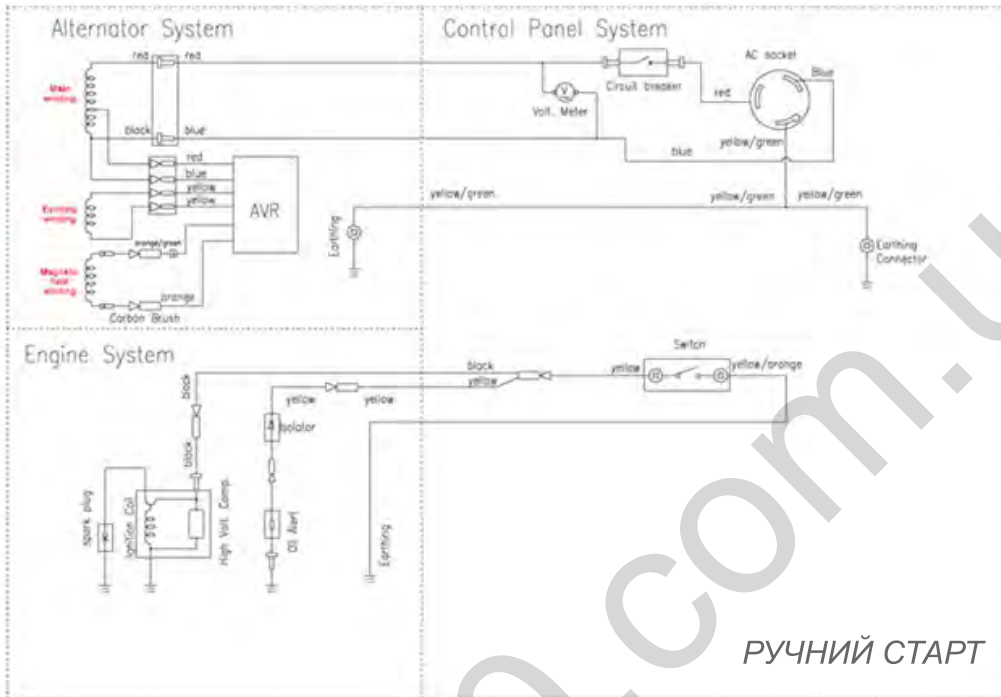 Alternator System
Control Panel System
red
red
Main
winding
black
blue
red
blue
yellow
yellow
AVR
winding
orange/green
Magnetic
winding
orange
Carbon Brush
V
Volt. Meter
Circuit breaker
red
AC socket
Blue
yellow/green
blue
yellow/green
yellow/green
yellow/green
Earthing
Earthing
Connector
Engine System
black
yellow
Switch
yellow
yellow/orange
black
yellow
yellow
Isolator
black
spark plug
Ignition Coil
High Volt. Comp.
Oil Alert
Earthing
РУЧНИЙ СТАРТ
com.u